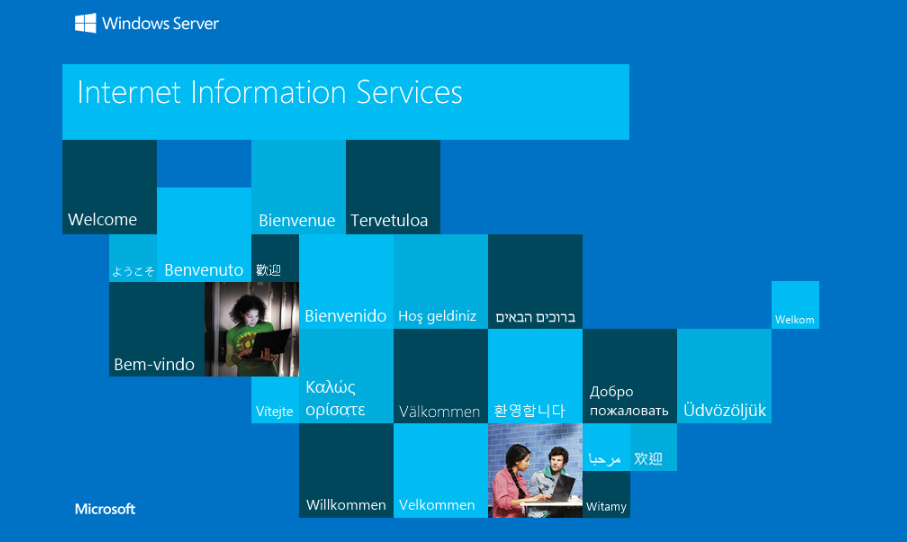 Windows Server
Internet Information Services
Welcome
Bienvenue
Tervetuloa
ようこそ
Benvenuto
歡迎
Bienvenido
Hoş geldiniz
ברוכים הבאים
Welkom
Bem-vindo
Vítejte
Καλώς
ορίσατε
Välkommen
환영합니다
Добро
пожаловать
Üdvözöljük
Willkommen
Velkommen
مرحبا
欢迎
Witamy
Microsoft